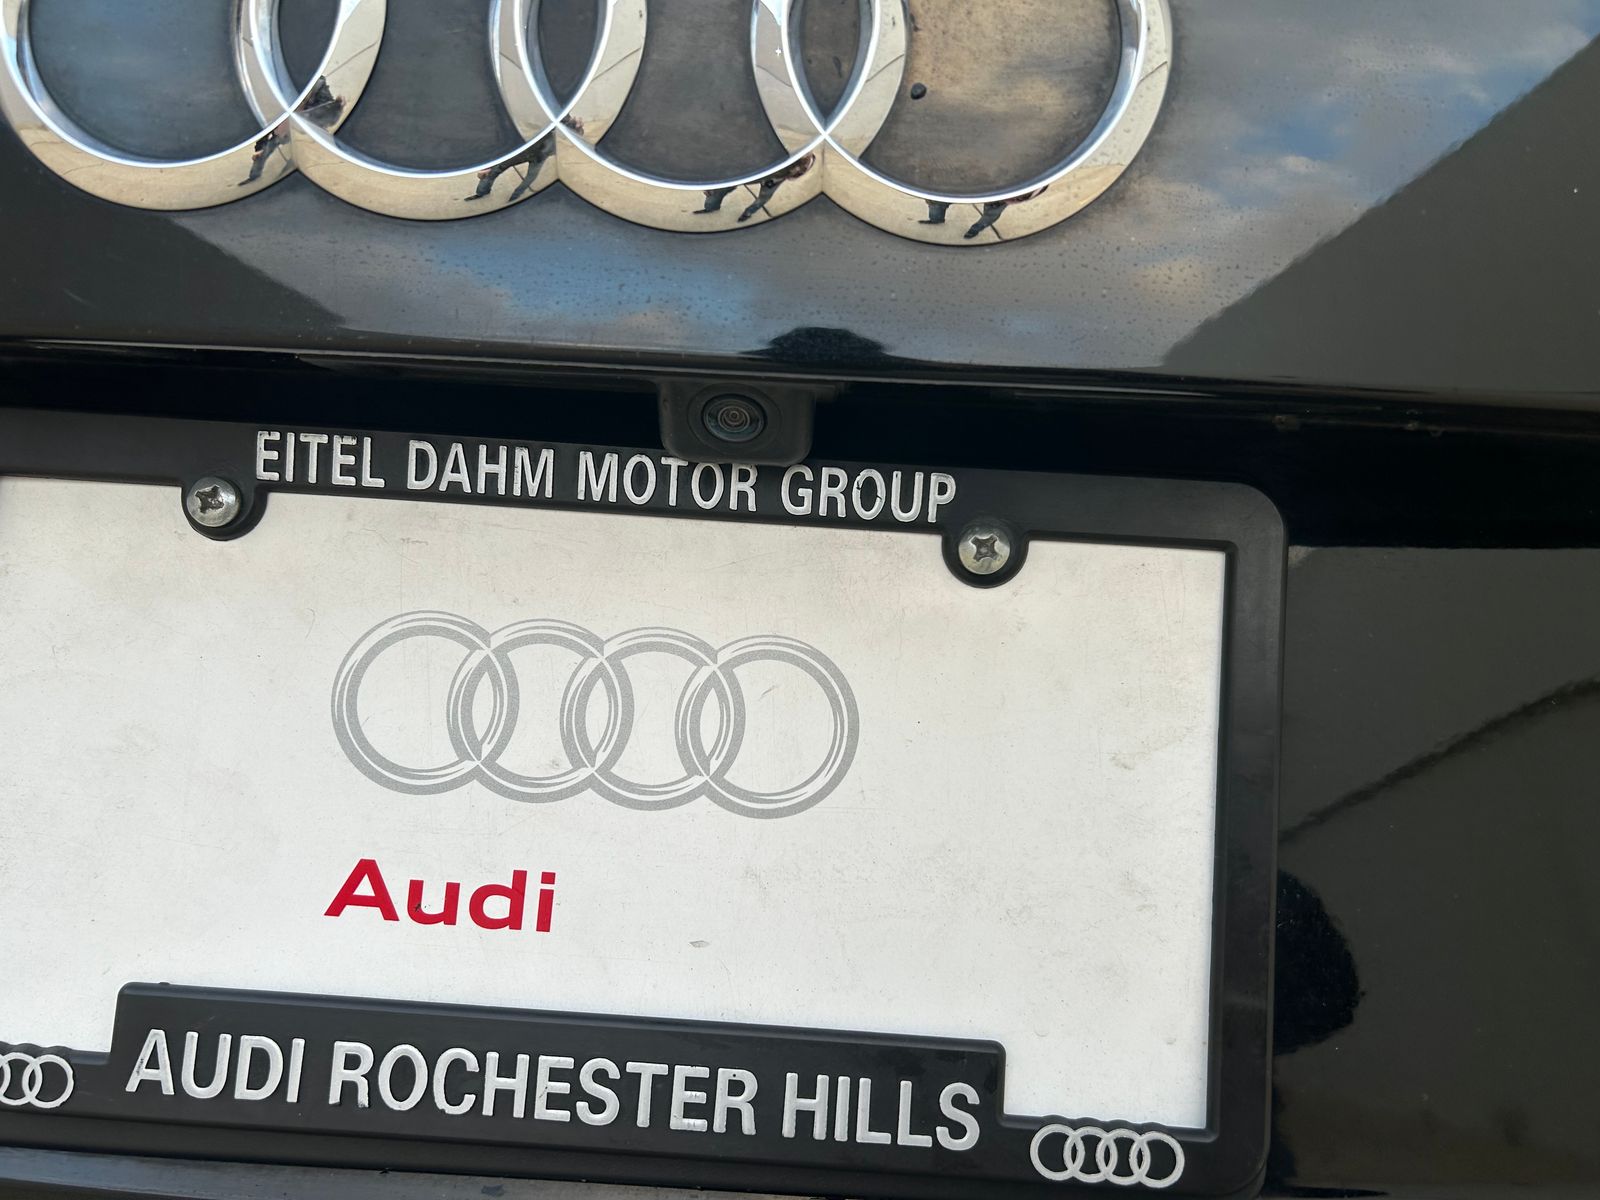 EITEL DAHM MOTOR GROUP
Audi
AUDI ROCHESTER HILLS